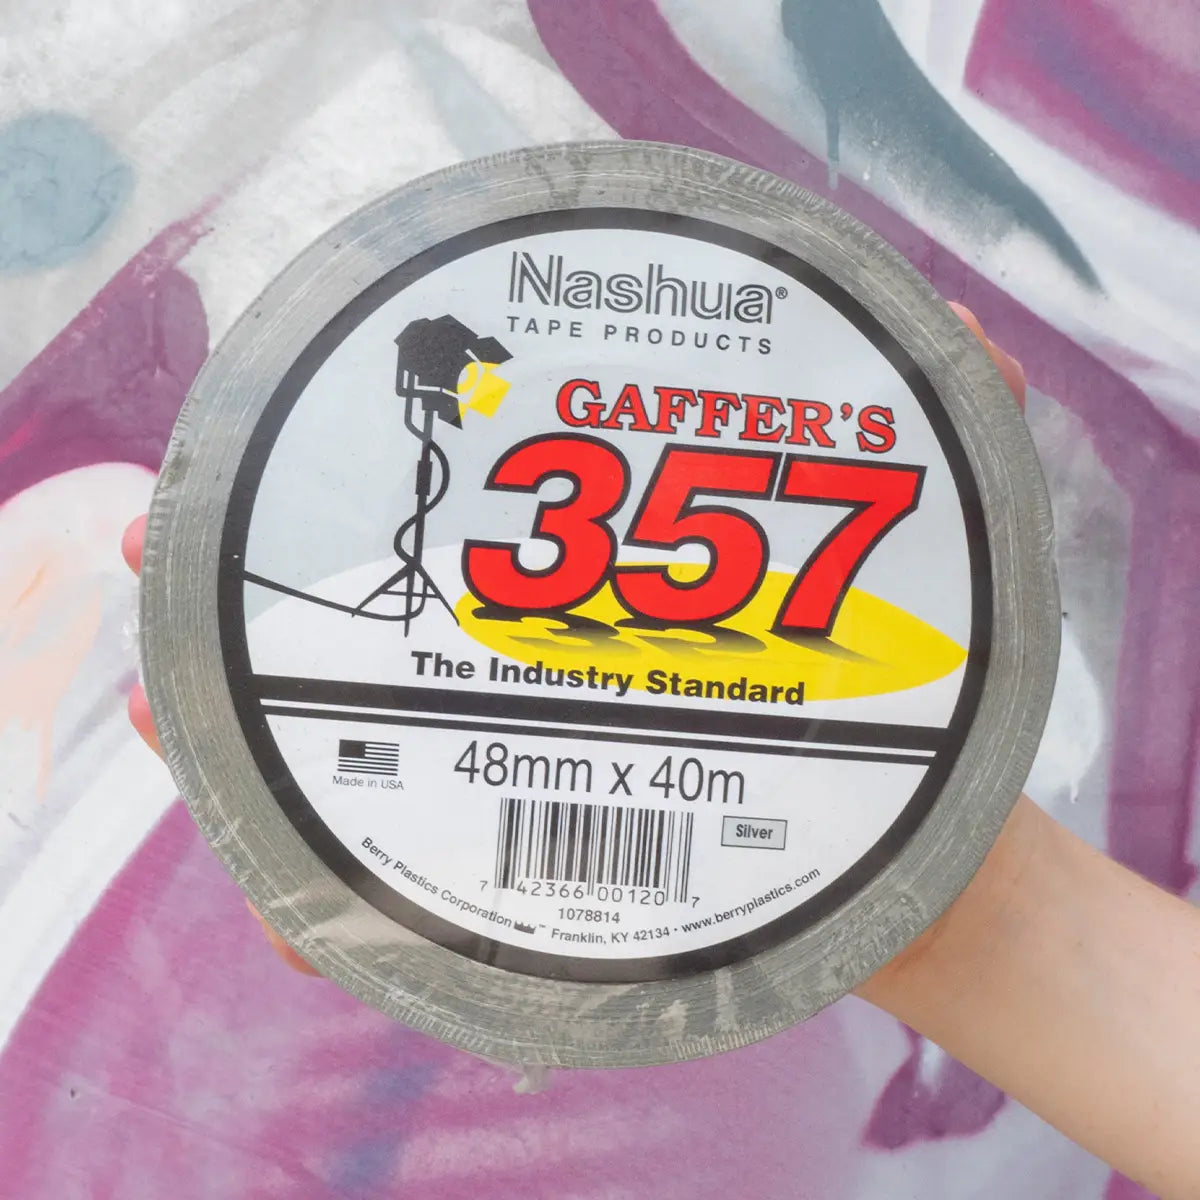 Nashua®
TAPE PRODUCTS
GAFFER'S
357
The Industry Standard
48mm x 40m
Made in USA
Silver
7 42366 00120 7
1078814
Berry Plastics Corporation ™ Franklin, KY 42134 • www.berryplastics.com